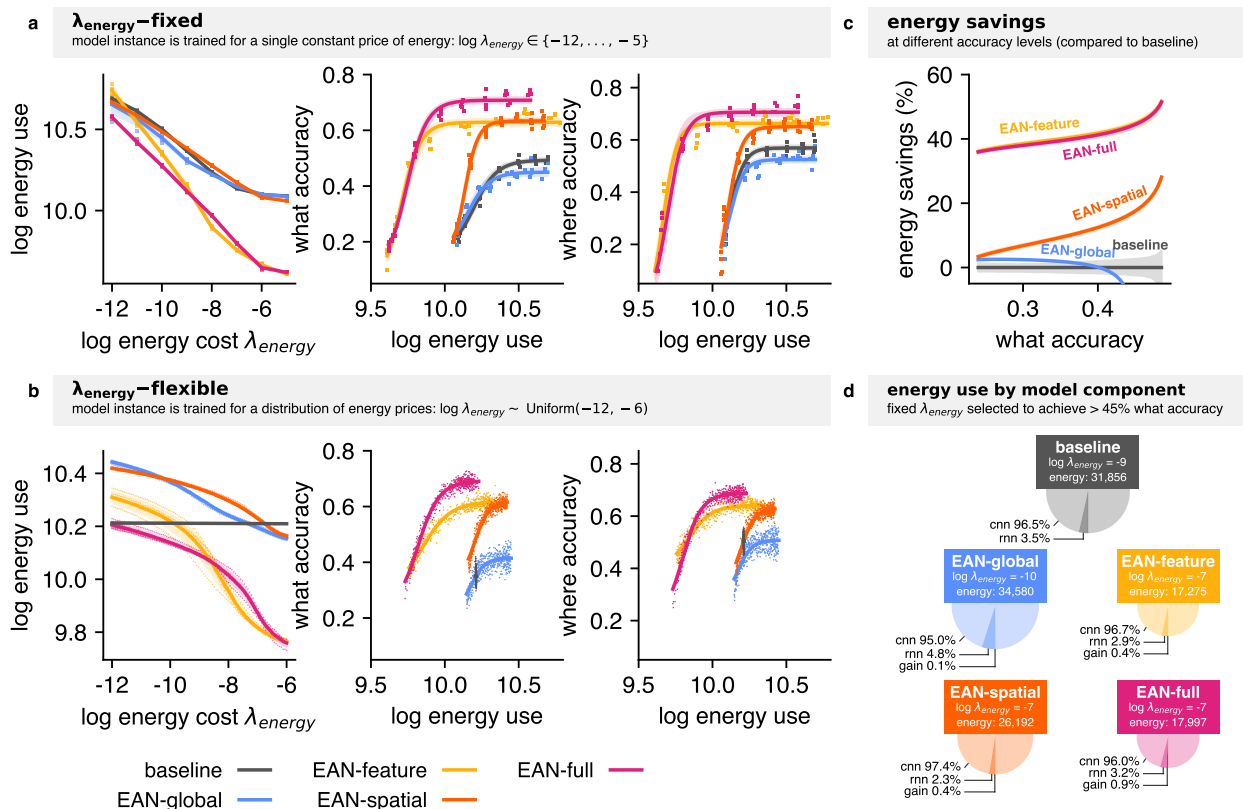 a
λenergy−fixed
model instance is trained for a single constant price of energy: log λenergy ∈ {−12, . . . , − 5}
log energy use
10.5
10.0
-12
-10
-8
-6
log energy cost λenergy
what accuracy
0.8
0.6
0.4
0.2
9.5
10.0
10.5
log energy use
where accuracy
0.8
0.6
0.4
0.2
9.5
10.0
10.5
log energy use
c
energy savings
at different accuracy levels (compared to baseline)
energy savings (%)
60
40
20
0
EAN-feature
EAN-full
EAN-spatial
EAN-global
baseline
0.3
0.4
what accuracy
b
λenergy−flexible
model instance is trained for a distribution of energy prices: log λenergy ∼ Uniform(−12, −6)
log energy use
10.4
10.2
10.0
9.8
-12
-10
-8
-6
log energy cost λenergy
what accuracy
0.8
0.6
0.4
0.2
9.5
10.0
10.5
log energy use
where accuracy
0.8
0.6
0.4
0.2
9.5
10.0
10.5
log energy use
baseline
EAN-feature
EAN-full
EAN-global
EAN-spatial
d
energy use by model component
fixed λenergy selected to achieve > 45% what accuracy
baseline
log λenergy = -9
energy: 31,856
cnn 96.5%
rnn 3.5%
EAN-global
log λenergy = -10
energy: 34,580
cnn 95.0%
rnn 4.8%
gain 0.1%
EAN-feature
log λenergy = -7
energy: 17,275
cnn 96.7%
rnn 2.9%
gain 0.4%
EAN-spatial
log λenergy = -7
energy: 26,192
cnn 97.4%
rnn 2.3%
gain 0.4%
EAN-full
log λenergy = -7
energy: 17,997
cnn 96.0%
rnn 3.2%
gain 0.9%